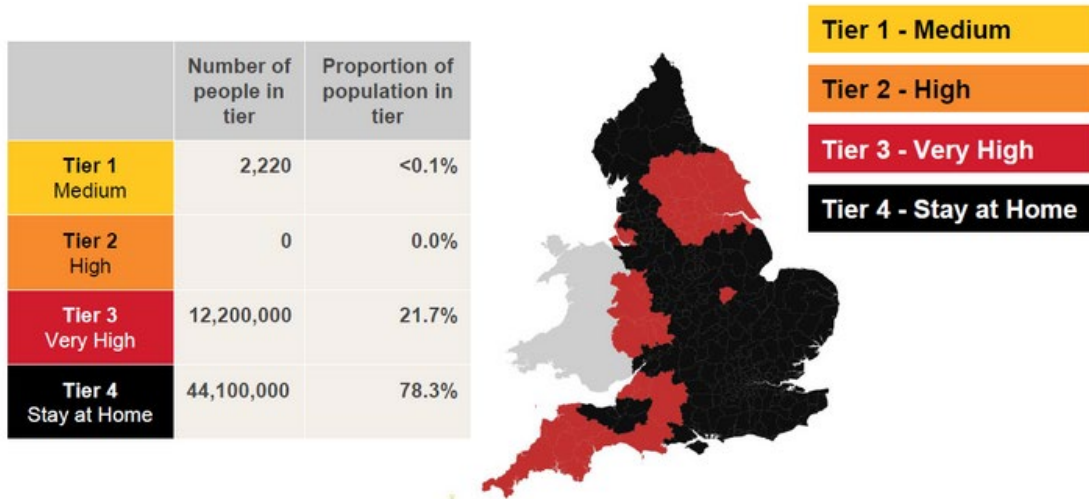 Number of
people in
tier
Proportion of
population in
tier
Tier 1
Medium
2,220
<0.1%
Tier 2
High
0
0.0%
Tier 3
Very High
12,200,000
21.7%
Tier 4
Stay at Home
44,100,000
78.3%
Tier 1 - Medium
Tier 2 - High
Tier 3 - Very High
Tier 4 - Stay at Home